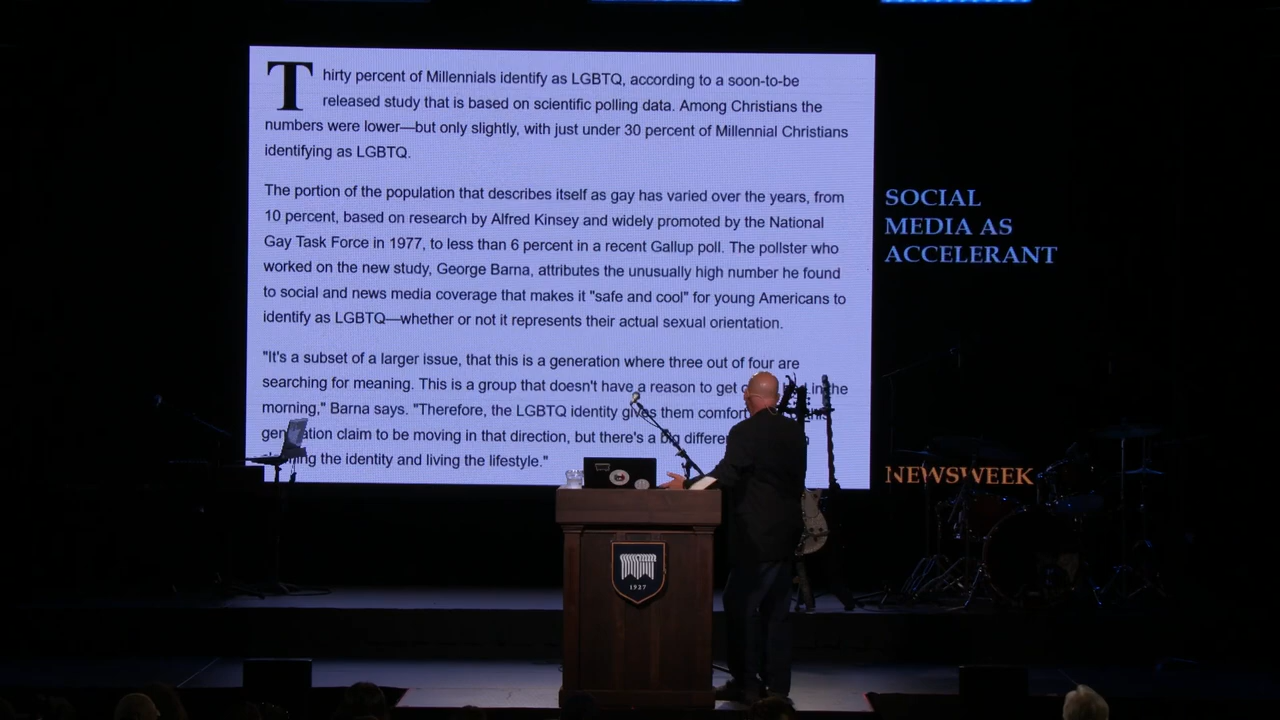 Thirty percent of Millennials identify as LGBTQ, according to a soon-to-be
released study that is based on scientific polling data. Among Christians the
numbers were lower—but only slightly, with just under 30 percent of Millennial Christians
identifying as LGBTQ.
The portion of the population that describes itself as gay has varied over the years, from
10 percent, based on research by Alfred Kinsey and widely promoted by the National
Gay Task Force in 1977, to less than 6 percent in a recent Gallup poll. The pollster who
worked on the new study, George Barna, attributes the unusually high number he found
to social and news media coverage that makes it "safe and cool" for young Americans to
identify as LGBTQ—whether or not it represents their actual sexual orientation.
"It's a subset of a larger issue, that this is a generation where three out of four are
searching for meaning. This is a group that doesn't have a reason to get in the
morning," Barna says. "Therefore, the LGBTQ identity gives them comfort
claim to be moving in that direction, but there's a big
the identity and living the lifestyle."
SOCIAL
MEDIA AS
ACCELERANT
NEWSWEEK
1927